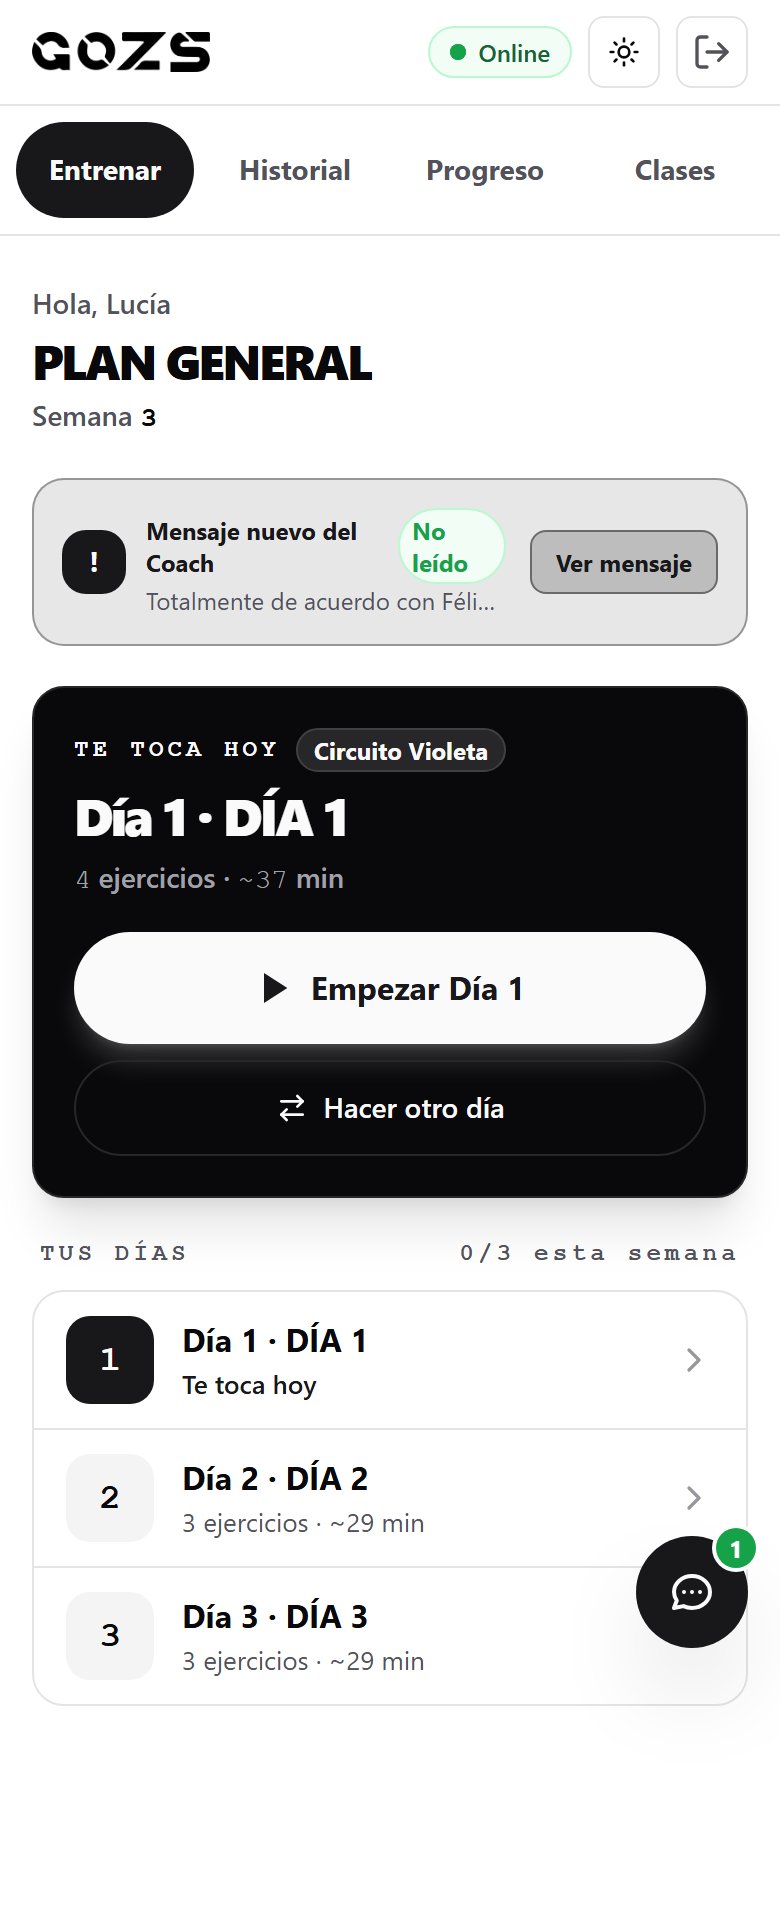 GOZS
Online
Entrenar
Historial
Progreso
Clases
Hola, Lucía
PLAN GENERAL
Semana 3
!
Mensaje nuevo del
Coach
No
leído
Totalmente de acuerdo con Féli...
Ver mensaje
TE TOCA HOY
Circuito Violeta
Día 1 · DÍA 1
4 ejercicios · ~37 min
Empezar Día 1
Hacer otro día
TUS DÍAS
0/3 esta semana
1
Día 1 · DÍA 1
Te toca hoy
2
Día 2 · DÍA 2
3 ejercicios · ~29 min
1
3
Día 3 · DÍA 3
3 ejercicios · ~29 min